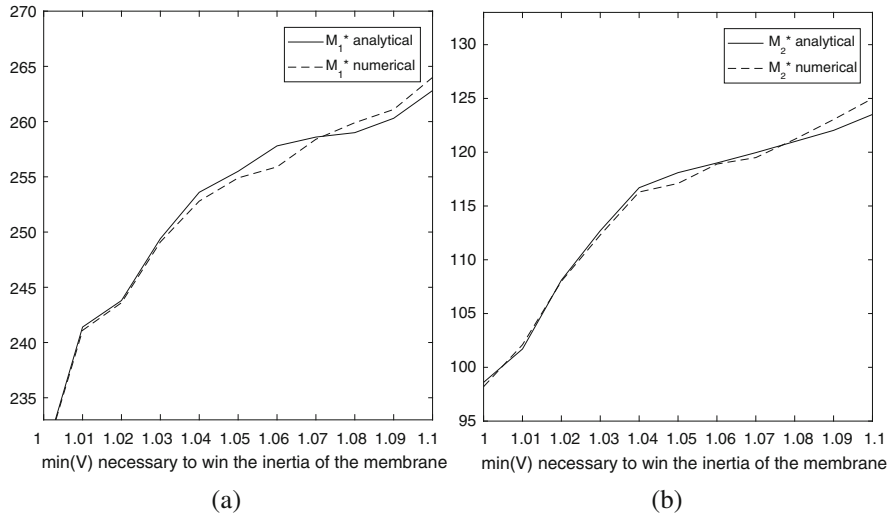 270
265
260
255
250
245
240
235
1 1.01 1.02 1.03 1.04 1.05 1.06 1.07 1.08 1.09 1.1
min(V) necessary to win the inertia of the membrane
M1* analytical
M1* numerical
(a)
130
125
120
115
110
105
100
95
1 1.01 1.02 1.03 1.04 1.05 1.06 1.07 1.08 1.09 1.1
min(V) necessary to win the inertia of the membrane
M2* analytical
M2* numerical
(b)